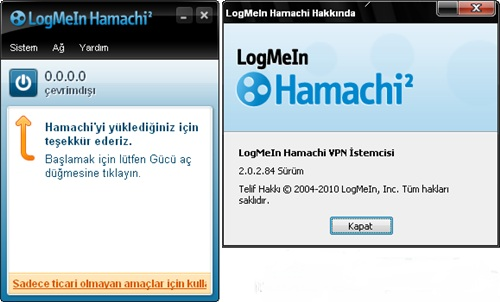 LogMeIn Hamachi²
Sistem Ağ Yardım
0.0.0.0
çevrimdışı
Hamachi'yi yüklediğiniz için
teşekkür ederiz.
Başlamak için lütfen Gücü aç
düğmesine tıklayın.
Sadece ticari olmayan amaçlar için kulla
LogMeIn Hamachi Hakkında
LogMeIn
Hamachi²
LogMeIn Hamachi VPN İstemcisi
2.0.2.84 Sürüm
Telif Hakkı © 2004-2010 LogMeIn, Inc. Tüm hakları
saklıdır.
Kapat